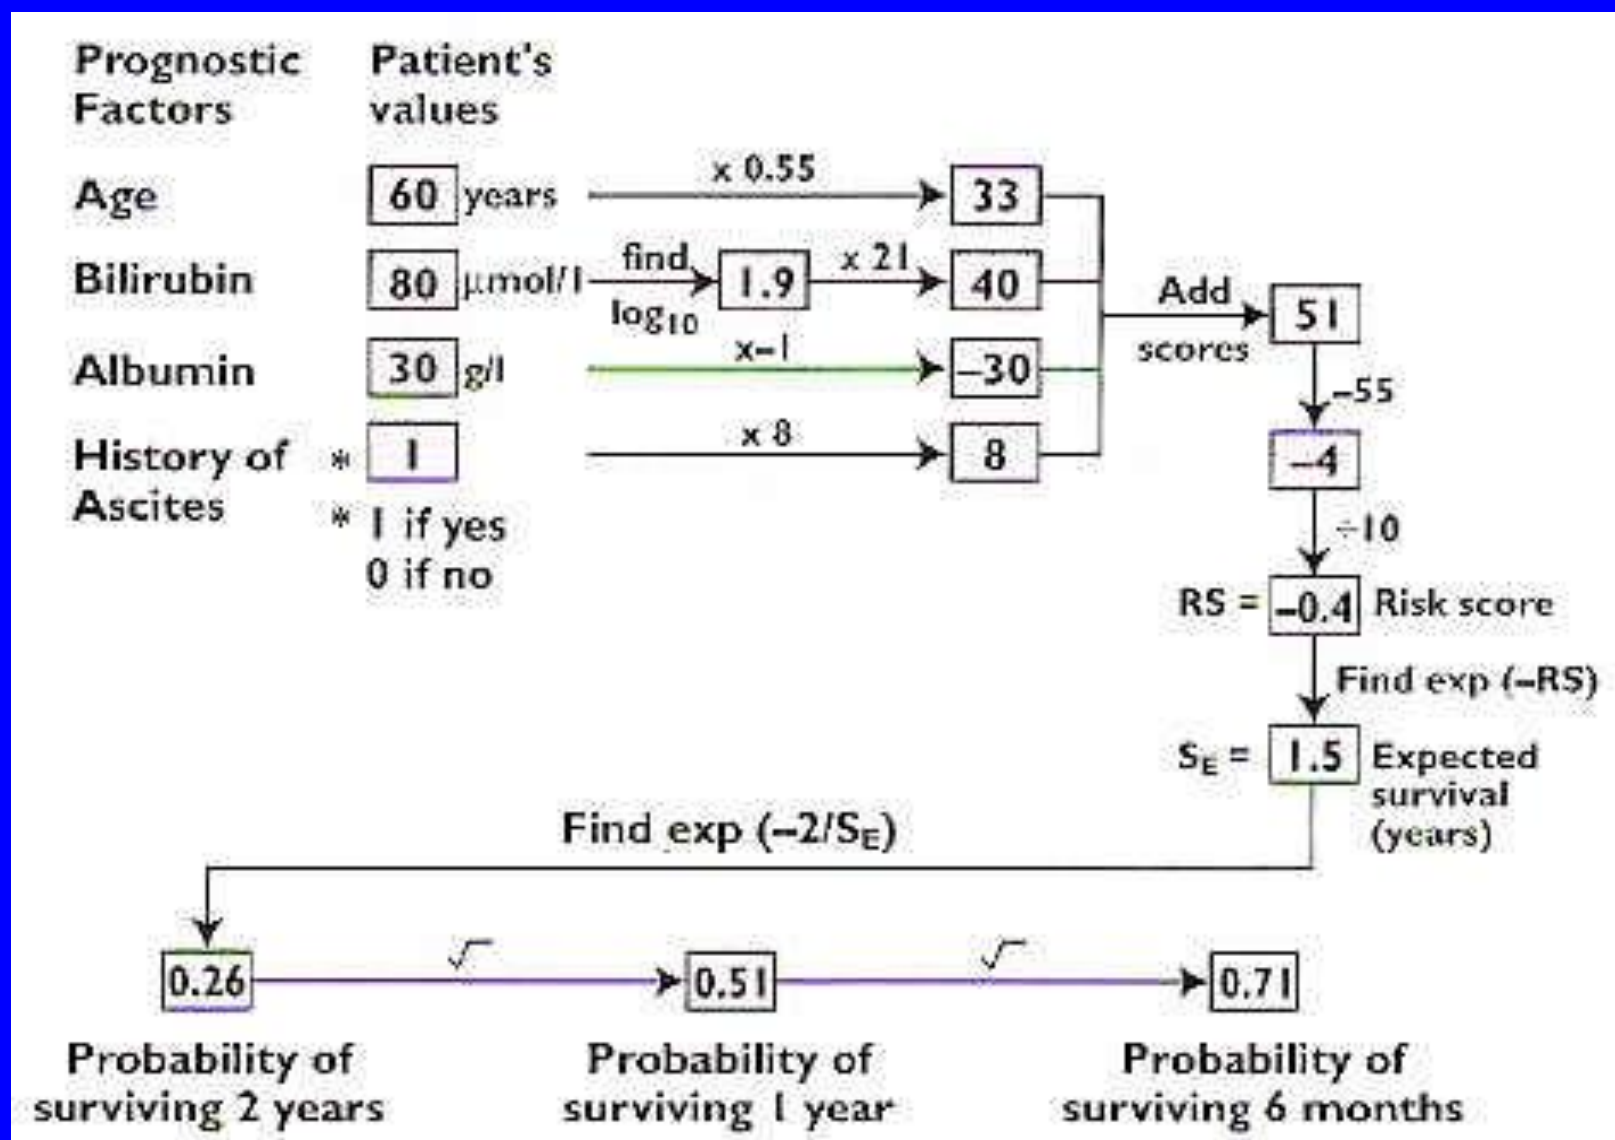 Prognostic Factors
Patient's values
Age
60 years
x 0.55
33
Bilirubin
80 μmol/l
find log₁₀
1.9
x 21
40
Albumin
30 g/l
x–1
–30
History of Ascites
* 1
x 8
8
* 1 if yes
0 if no
Add scores
51
–55
–4
÷10
RS = –0.4 Risk score
Find exp (–RS)
S_E = 1.5 Expected survival (years)
Find exp (–2/S_E)
0.26
√
0.51
√
0.71
Probability of surviving 2 years
Probability of surviving 1 year
Probability of surviving 6 months